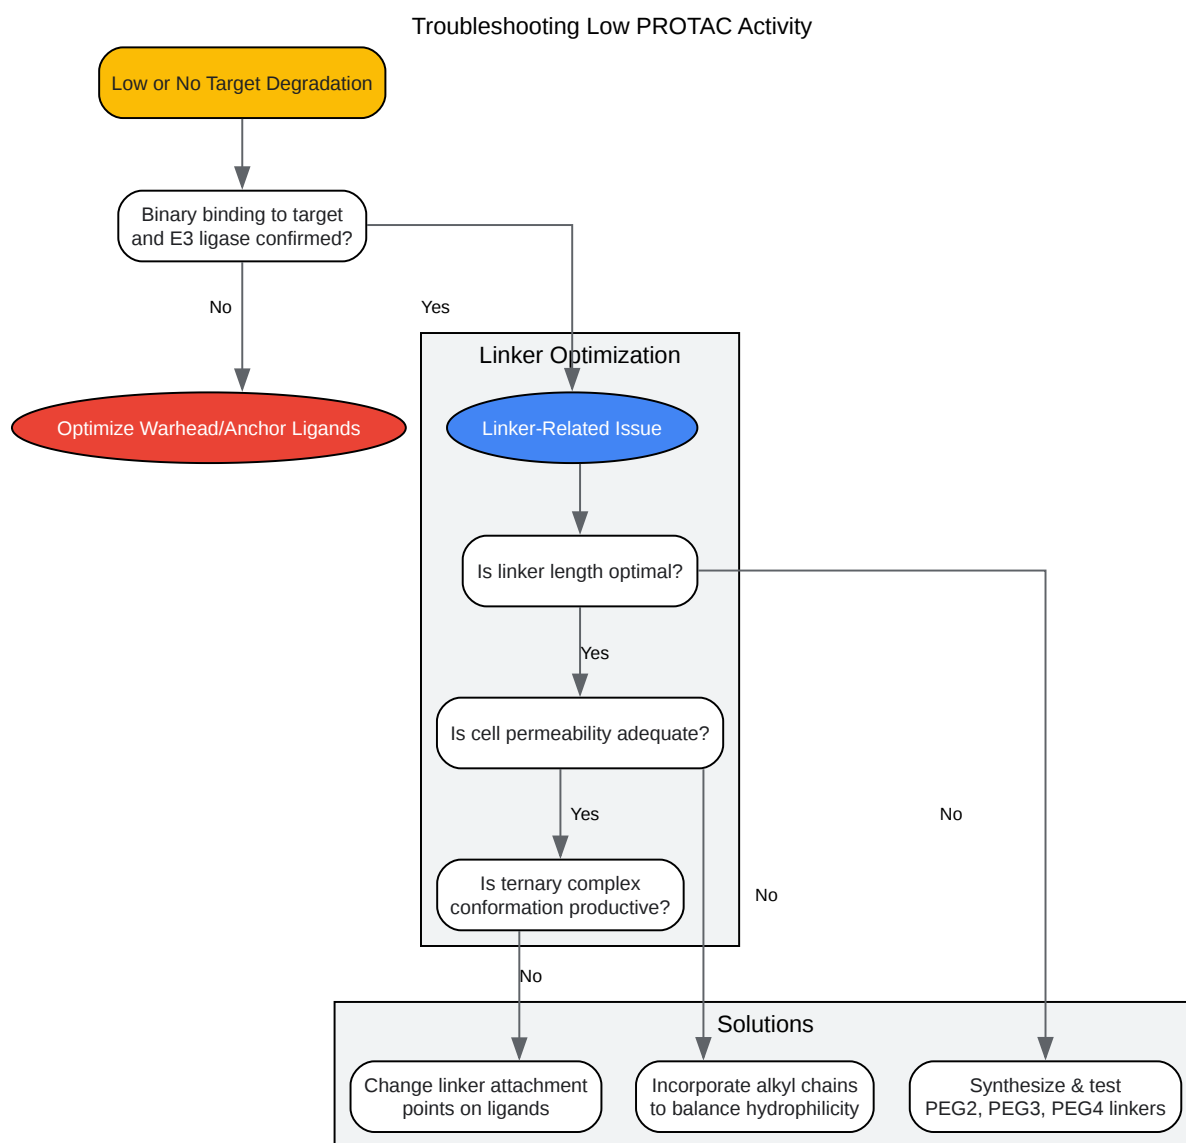 Troubleshooting Low PROTAC Activity
Low or No Target Degradation
Binary binding to target
and E3 ligase confirmed?
No
Yes
Linker Optimization
Optimize Warhead/Anchor Ligands
Linker-Related Issue
Is linker length optimal?
Yes
Is cell permeability adequate?
Yes
No
Is ternary complex
conformation productive?
No
No
Solutions
Change linker attachment
points on ligands
Incorporate alkyl chains
to balance hydrophilicity
Synthesize & test
PEG2, PEG3, PEG4 linkers